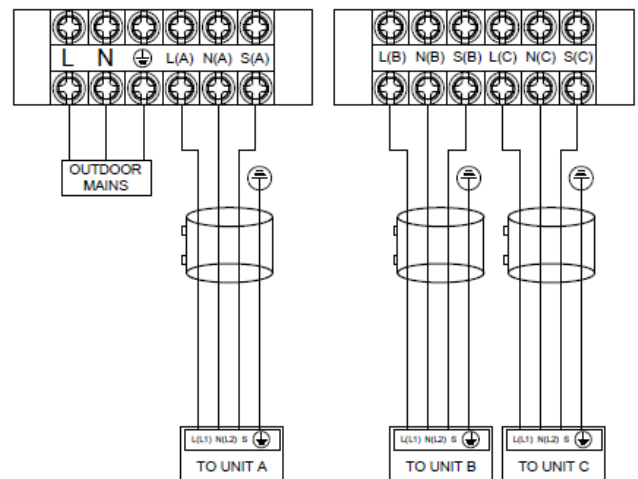 L N L(A) N(A) S(A)
L(B) N(B) S(B) L(C) N(C) S(C)
OUTDOOR
MAINS
L(L1) N(L2) S
TO UNIT A
L(L1) N(L2) S
TO UNIT B
L(L1) N(L2) S
TO UNIT C